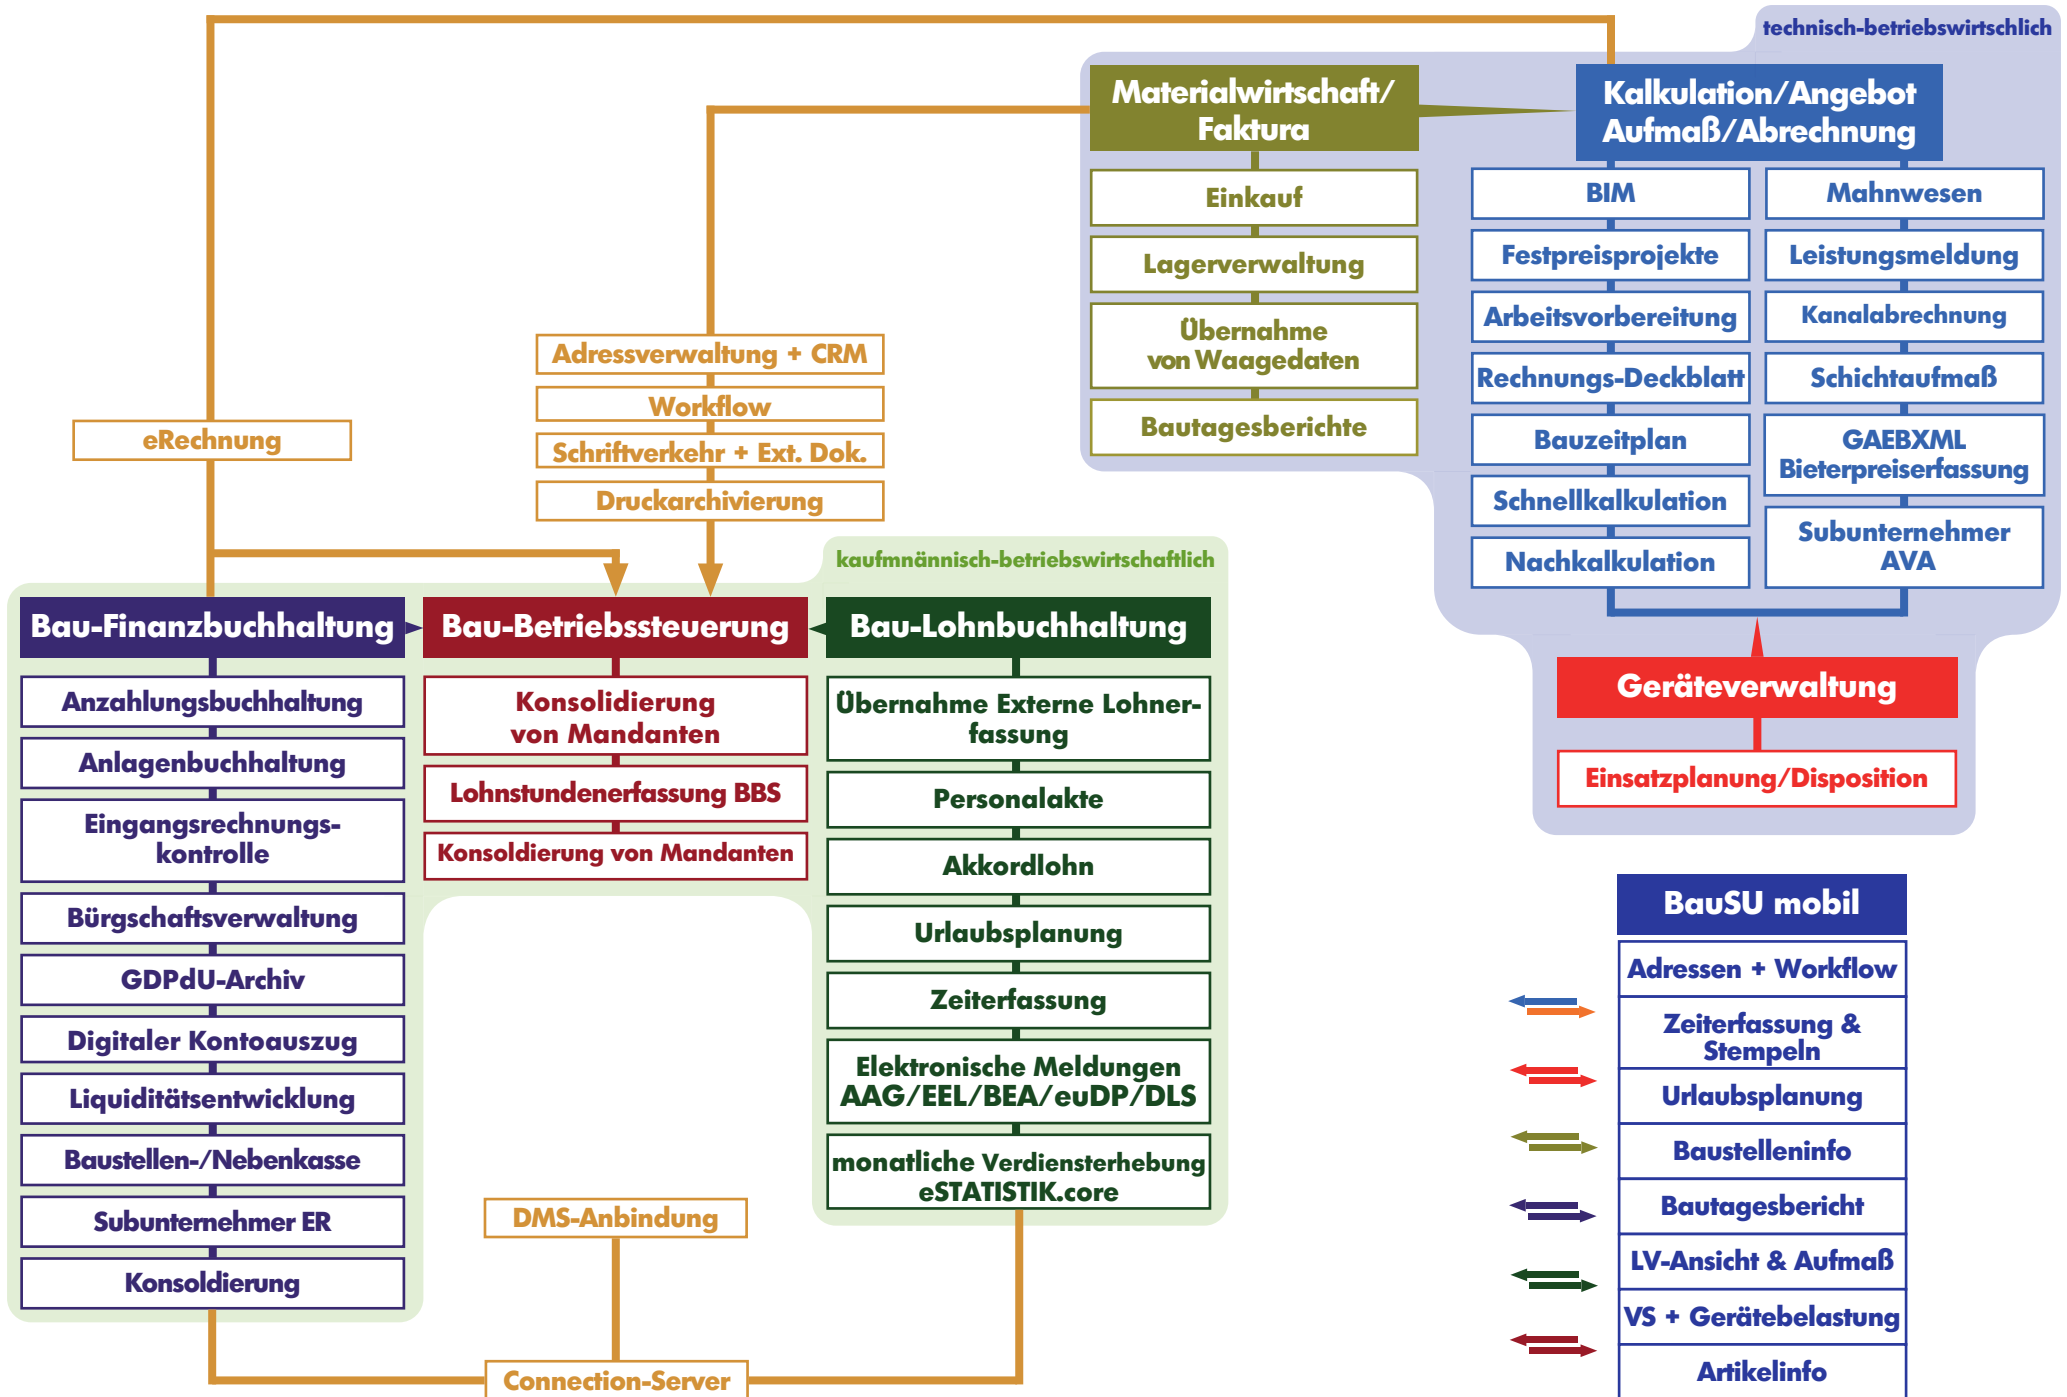 technisch-betriebswirtschlich
Materialwirtschaft/
Faktura
Einkauf
Lagerverwaltung
Übernahme
von Waagedaten
Bautagesberichte
Kalkulation/Angebot
Aufmaß/Abrechnung
BIM
Festpreisprojekte
Arbeitsvorbereitung
Rechnungs-Deckblatt
Bauzeitplan
Schnellkalkulation
Nachkalkulation
Mahnwesen
Leistungsmeldung
Kanalabrechnung
Schichtaufmaß
GAEBXML
Bieterpreiserfassung
Subunternehmer
AVA
Geräteverwaltung
Einsatzplanung/Disposition
Adressverwaltung + CRM
Workflow
Schriftverkehr + Ext. Dok.
Druckarchivierung
eRechnung
kaufmnännisch-betriebswirtschaftlich
Bau-Finanzbuchhaltung
Anzahlungsbuchhaltung
Anlagenbuchhaltung
Eingangsrechnungs-
kontrolle
Bürgschaftsverwaltung
GDPdU-Archiv
Digitaler Kontoauszug
Liquiditätsentwicklung
Baustellen-/Nebenkasse
Subunternehmer ER
Konsoldierung
Bau-Betriebssteuerung
Konsolidierung
von Mandanten
Lohnstundenerfassung BBS
Konsoldierung von Mandanten
Bau-Lohnbuchhaltung
Übernahme Externe Lohner-
fassung
Personalakte
Akkordlohn
Urlaubsplanung
Zeiterfassung
Elektronische Meldungen
AAG/EEL/BEA/euDP/DLS
monatliche Verdiensterhebung
eSTATISTIK.core
DMS-Anbindung
Connection-Server
BauSU mobil
Adressen + Workflow
Zeiterfassung &
Stempeln
Urlaubsplanung
Baustelleninfo
Bautagesbericht
LV-Ansicht & Aufmaß
VS + Gerätebelastung
Artikelinfo